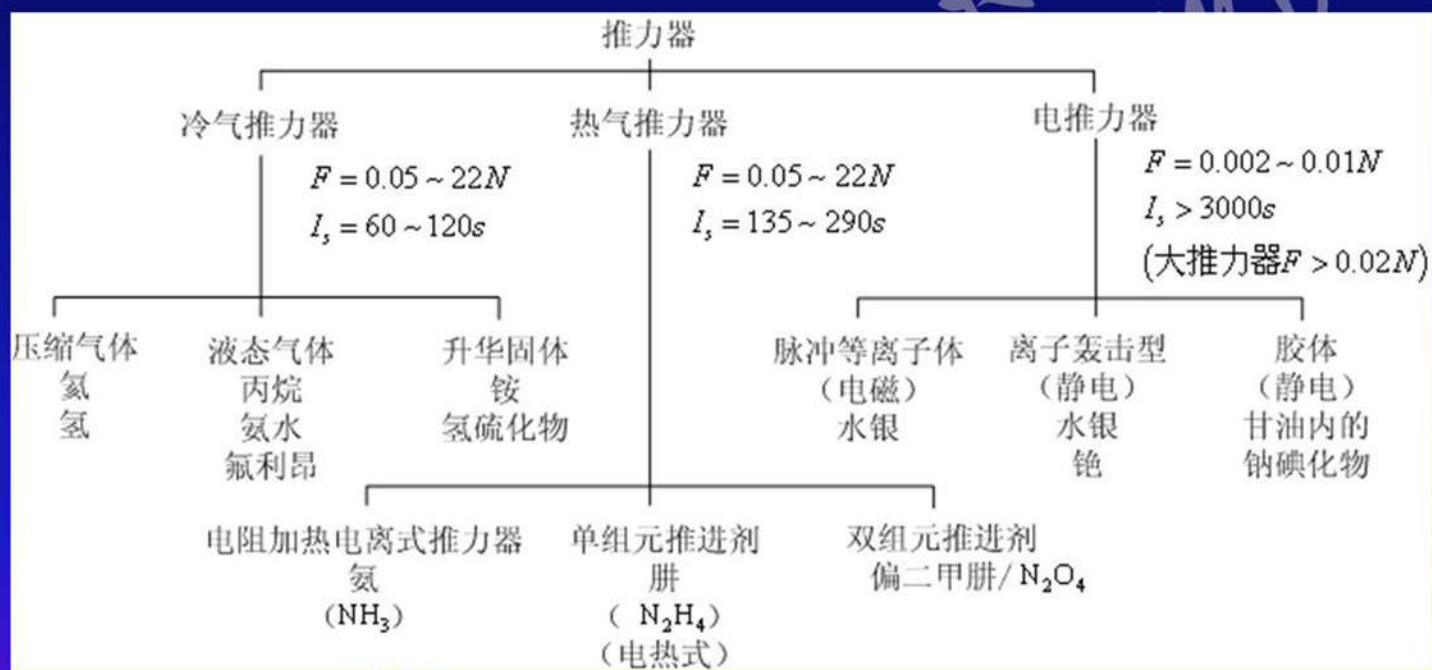 推力器
冷气推力器
F = 0.05 ~ 22N
I_s = 60 ~ 120s
压缩气体
氦
氢
液态气体
丙烷
氨水
氟利昂
升华固体
铵
氢硫化物
热气推力器
F = 0.05 ~ 22N
I_s = 135 ~ 290s
电阻加热电离式推力器
氨
(NH₃)
单组元推进剂
肼
( N₂H₄)
(电热式)
双组元推进剂
偏二甲肼/N₂O₄
电推力器
F = 0.002 ~ 0.01N
I_s > 3000s
(大推力器F > 0.02N)
脉冲等离子体
(电磁)
水银
离子轰击型
(静电)
水银
铯
胶体
(静电)
甘油内的
钠碘化物